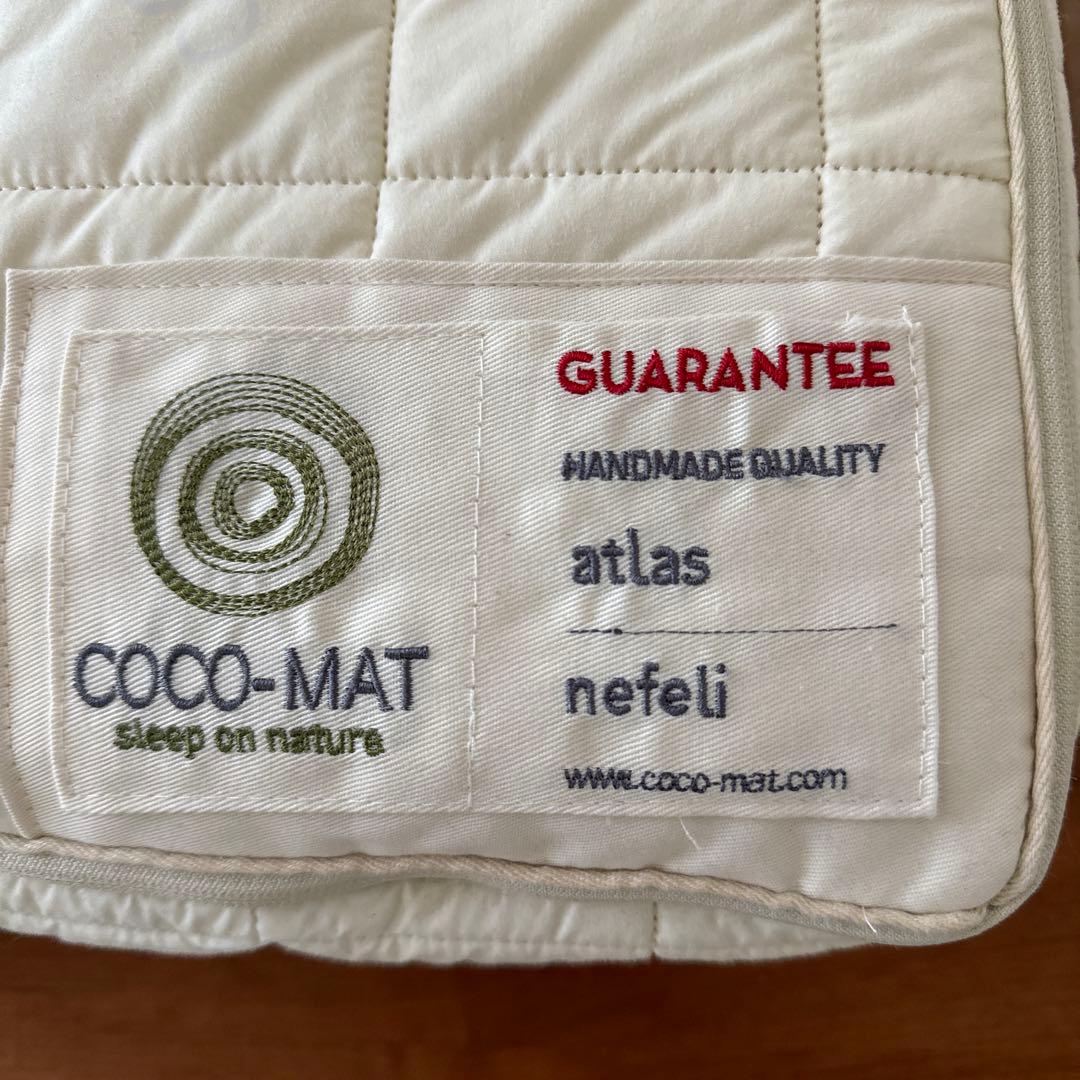 COCO-MAT
sleep on nature
GUARANTEE
HANDMADE QUALITY
atlas
nefeli
www.coco-mat.com